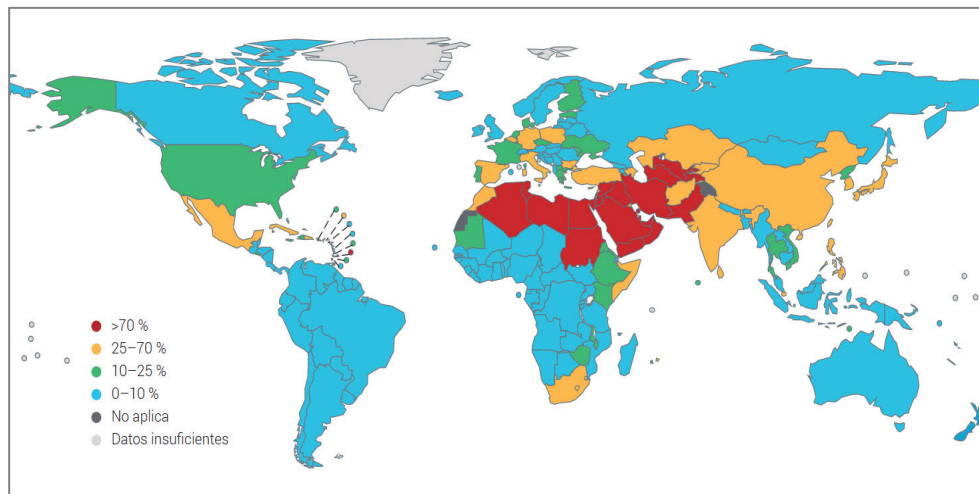 >70 %
25–70 %
10–25 %
0–10 %
No aplica
Datos insuficientes